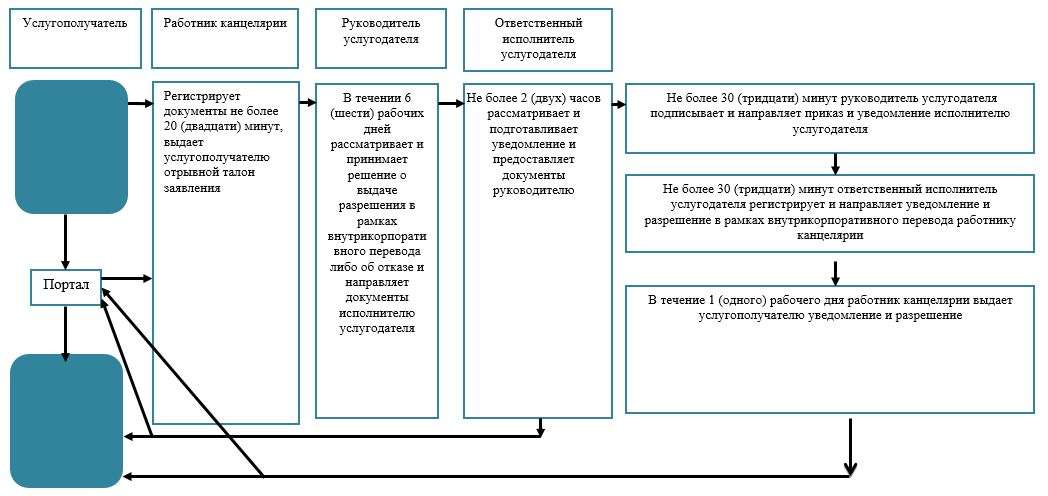 Услугополучатель
Работник канцелярии
Руководитель
услугодателя
Ответственный
исполнитель
услугодателя
Регистрирует
документы не более
20 (двадцати) минут,
выдает
услугополучателю
отрывной талон
заявления
В течении 6
(шести) рабочих
дней
рассматривает и
принимает
решение о
выдаче
разрешения в
рамках
внутрикорпорати
вного перевода
либо об отказе и
направляет
документы
исполнителю
услугодателя
Не более 2 (двух) часов
рассматривает и
подготавливает
уведомление и
предоставляет
документы
руководителю
Не более 30 (тридцати) минут руководитель услугодателя
подписывает и направляет приказ и уведомление исполнителю
услугодателя
Не более 30 (тридцати) минут ответственный исполнитель
услугодателя регистрирует и направляет уведомление и
разрешение в рамках внутрикорпоративного перевода работнику
канцелярии
В течение 1 (одного) рабочего дня работник канцелярии выдает
услугополучателю уведомление и разрешение
Портал